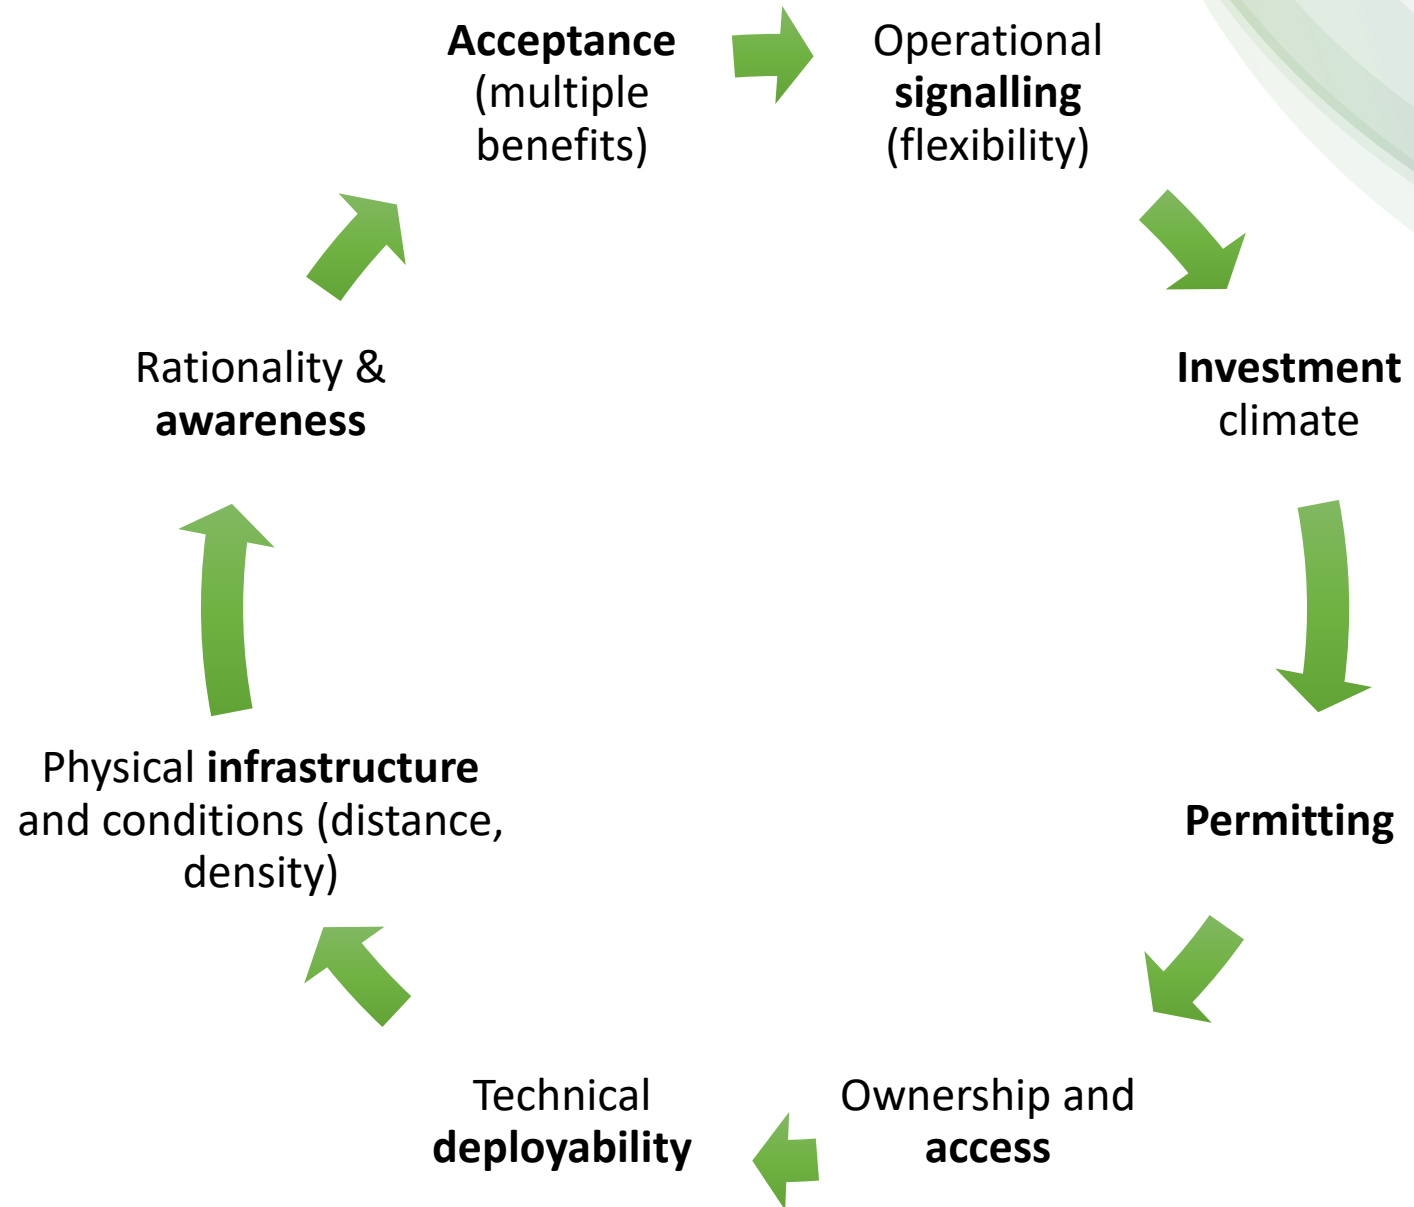 Acceptance
(multiple
benefits)
Operational
signalling
(flexibility)
Investment
climate
Permitting
Ownership and
access
Technical
deployability
Physical infrastructure
and conditions (distance,
density)
Rationality &
awareness